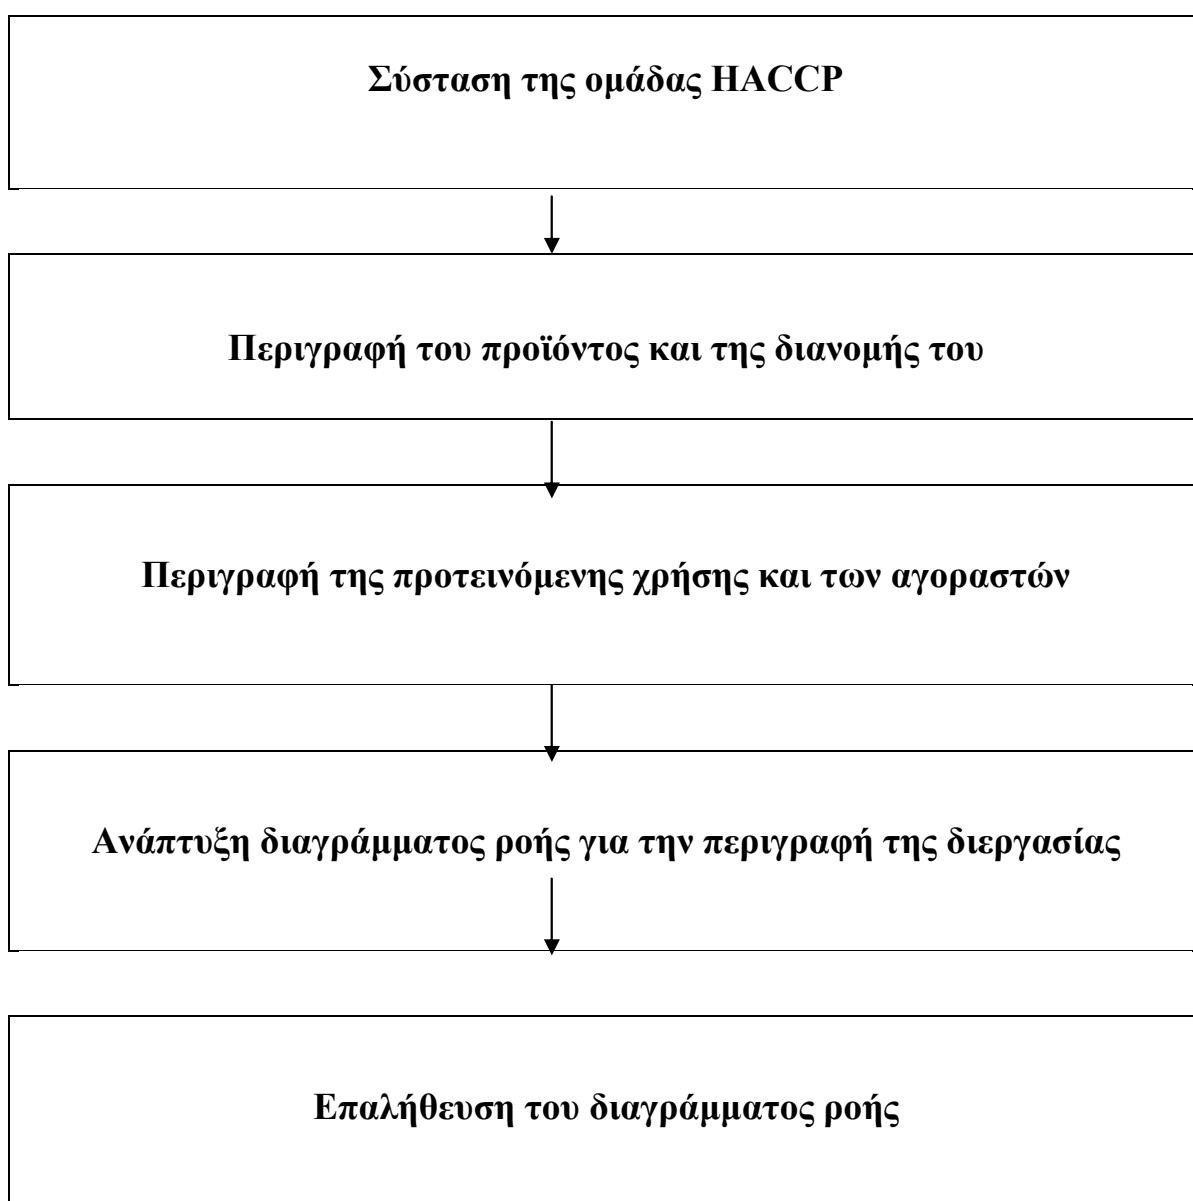 Σύσταση της ομάδας HACCP
Περιγραφή του προϊόντος και της διανομής του
Περιγραφή της προτεινόμενης χρήσης και των αγοραστών
Ανάπτυξη διαγράμματος ροής για την περιγραφή της διεργασίας
Επαλήθευση του διαγράμματος ροής